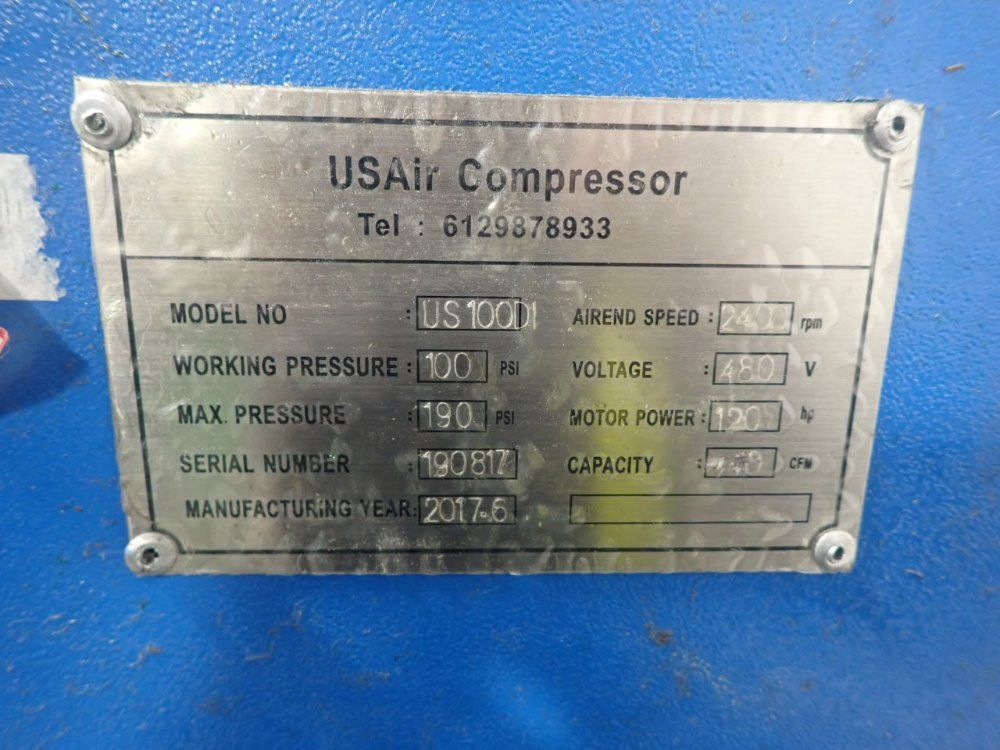 USAir Compressor
Tel : 6129878933
MODEL NO : US100DI
AIREND SPEED : 2400 rpm
WORKING PRESSURE : 100 PSI
VOLTAGE : 480 V
MAX. PRESSURE : 190 PSI
MOTOR POWER : 120 hp
SERIAL NUMBER : 190817
CAPACITY : CFM
MANUFACTURING YEAR: 2017.6